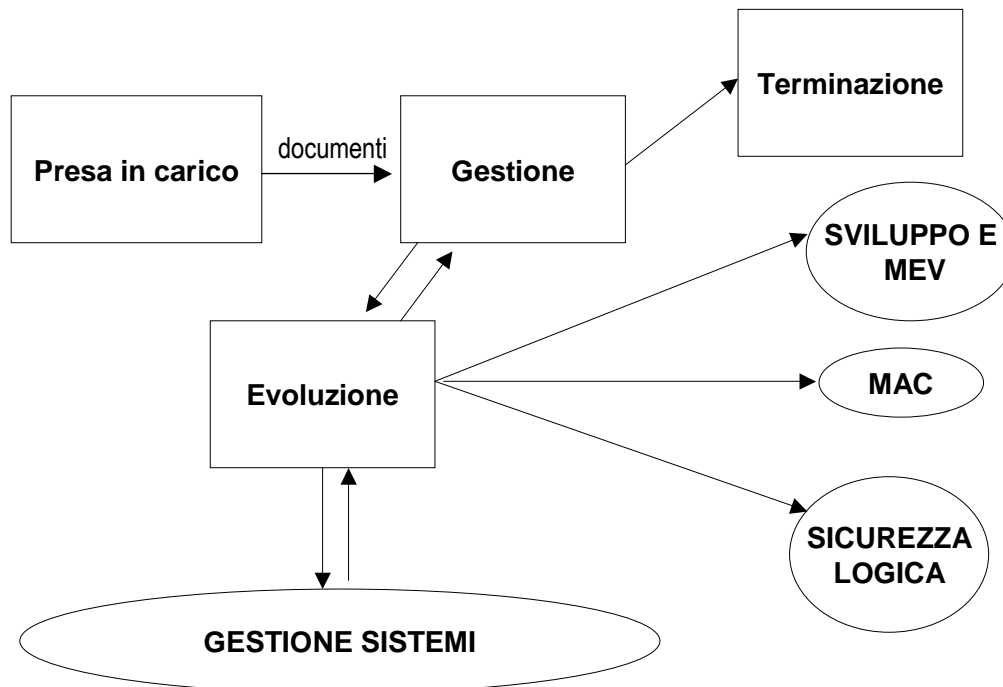 Terminazione
documenti
Presa in carico
Gestione
SVILUPPO E
MEV
Evoluzione
MAC
SICUREZZA
LOGICA
GESTIONE SISTEMI